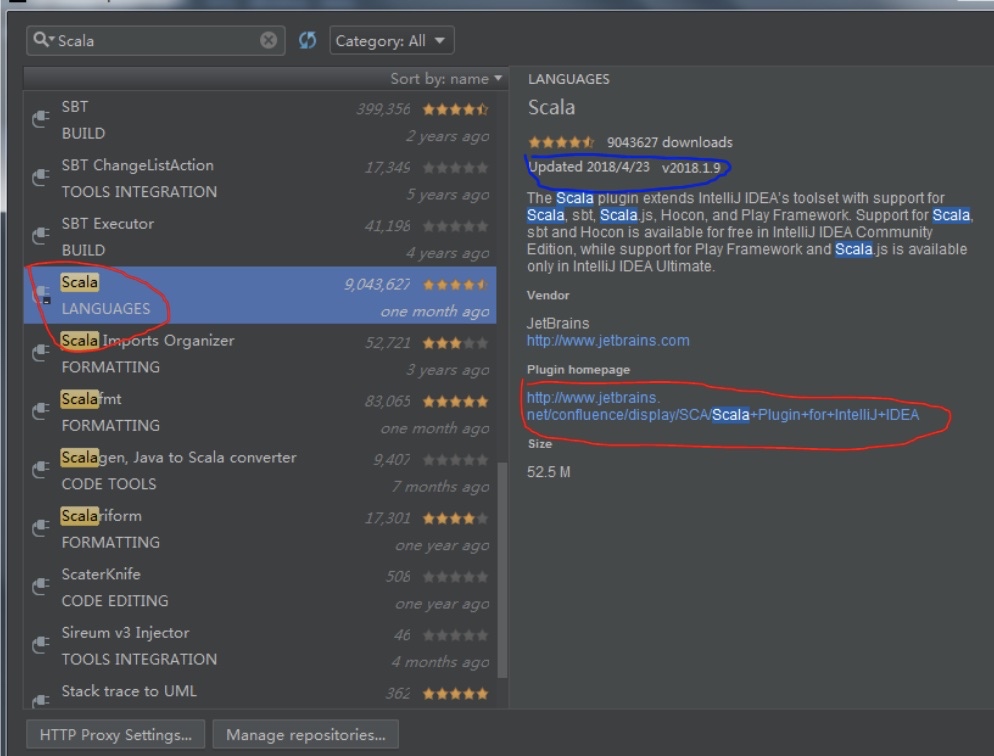 Scala
Category: All
Sort by: name
SBT 399,356
BUILD 2 years ago
SBT ChangeListAction 17,349
TOOLS INTEGRATION 5 years ago
SBT Executor 41,198
BUILD 4 years ago
Scala 9,043,627
LANGUAGES one month ago
Scala Imports Organizer 52,721
FORMATTING 3 years ago
Scalafmt 83,065
FORMATTING one month ago
Scalagen, Java to Scala converter 9,407
CODE TOOLS 7 months ago
Scalariform 17,301
FORMATTING one year ago
ScaterKnife 508
CODE EDITING one year ago
Sireum v3 Injector 46
TOOLS INTEGRATION 4 months ago
Stack trace to UML 362
LANGUAGES
Scala
9043627 downloads
Updated 2018/4/23 v2018.1.9
The Scala plugin extends IntelliJ IDEA's toolset with support for
Scala, sbt, Scala.js, Hocon, and Play Framework. Support for Scala,
sbt and Hocon is available for free in IntelliJ IDEA Community
Edition, while support for Play Framework and Scala.js is available
only in IntelliJ IDEA Ultimate.
Vendor
JetBrains
http://www.jetbrains.com
Plugin homepage
http://www.jetbrains.
net/confluence/display/SCA/Scala+Plugin+for+IntelliJ+IDEA
Size
52.5 M
HTTP Proxy Settings...
Manage repositories...